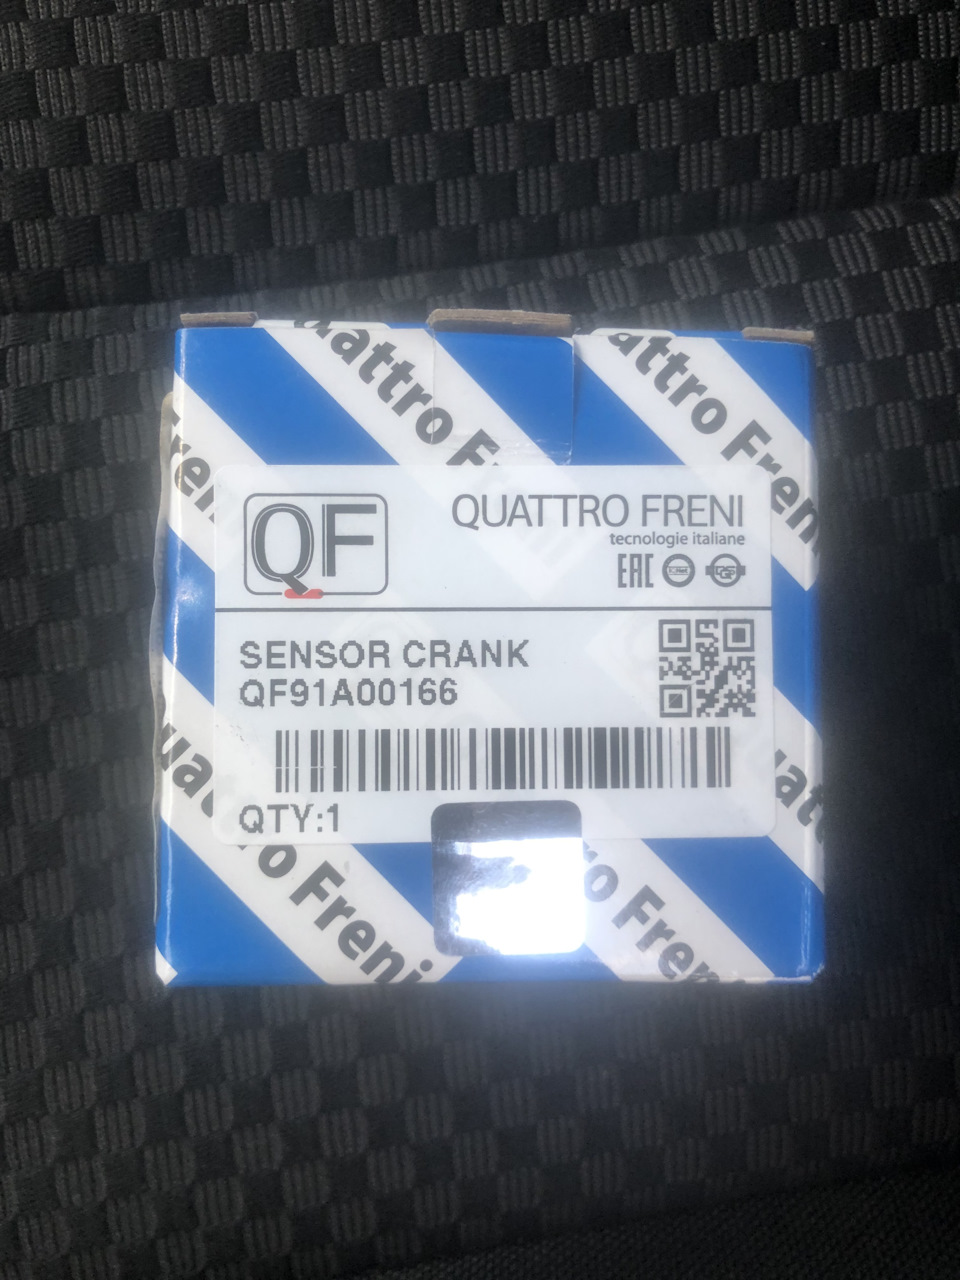 Quattro Freni
Quattro Freni
Freni
QF
QUATTRO FRENI
tecnologie italiane
EAC
SENSOR CRANK
QF91A00166
QTY:1
Quattro Freni
Quattro Freni